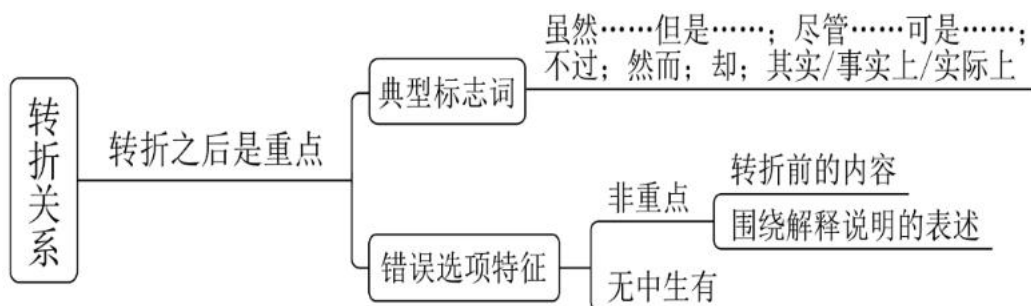 转折关系
转折之后是重点
典型标志词
虽然……但是……；尽管……可是……；
不过；然而；却；其实/事实上/实际上
错误选项特征
非重点
转折前的内容
围绕解释说明的表述
无中生有